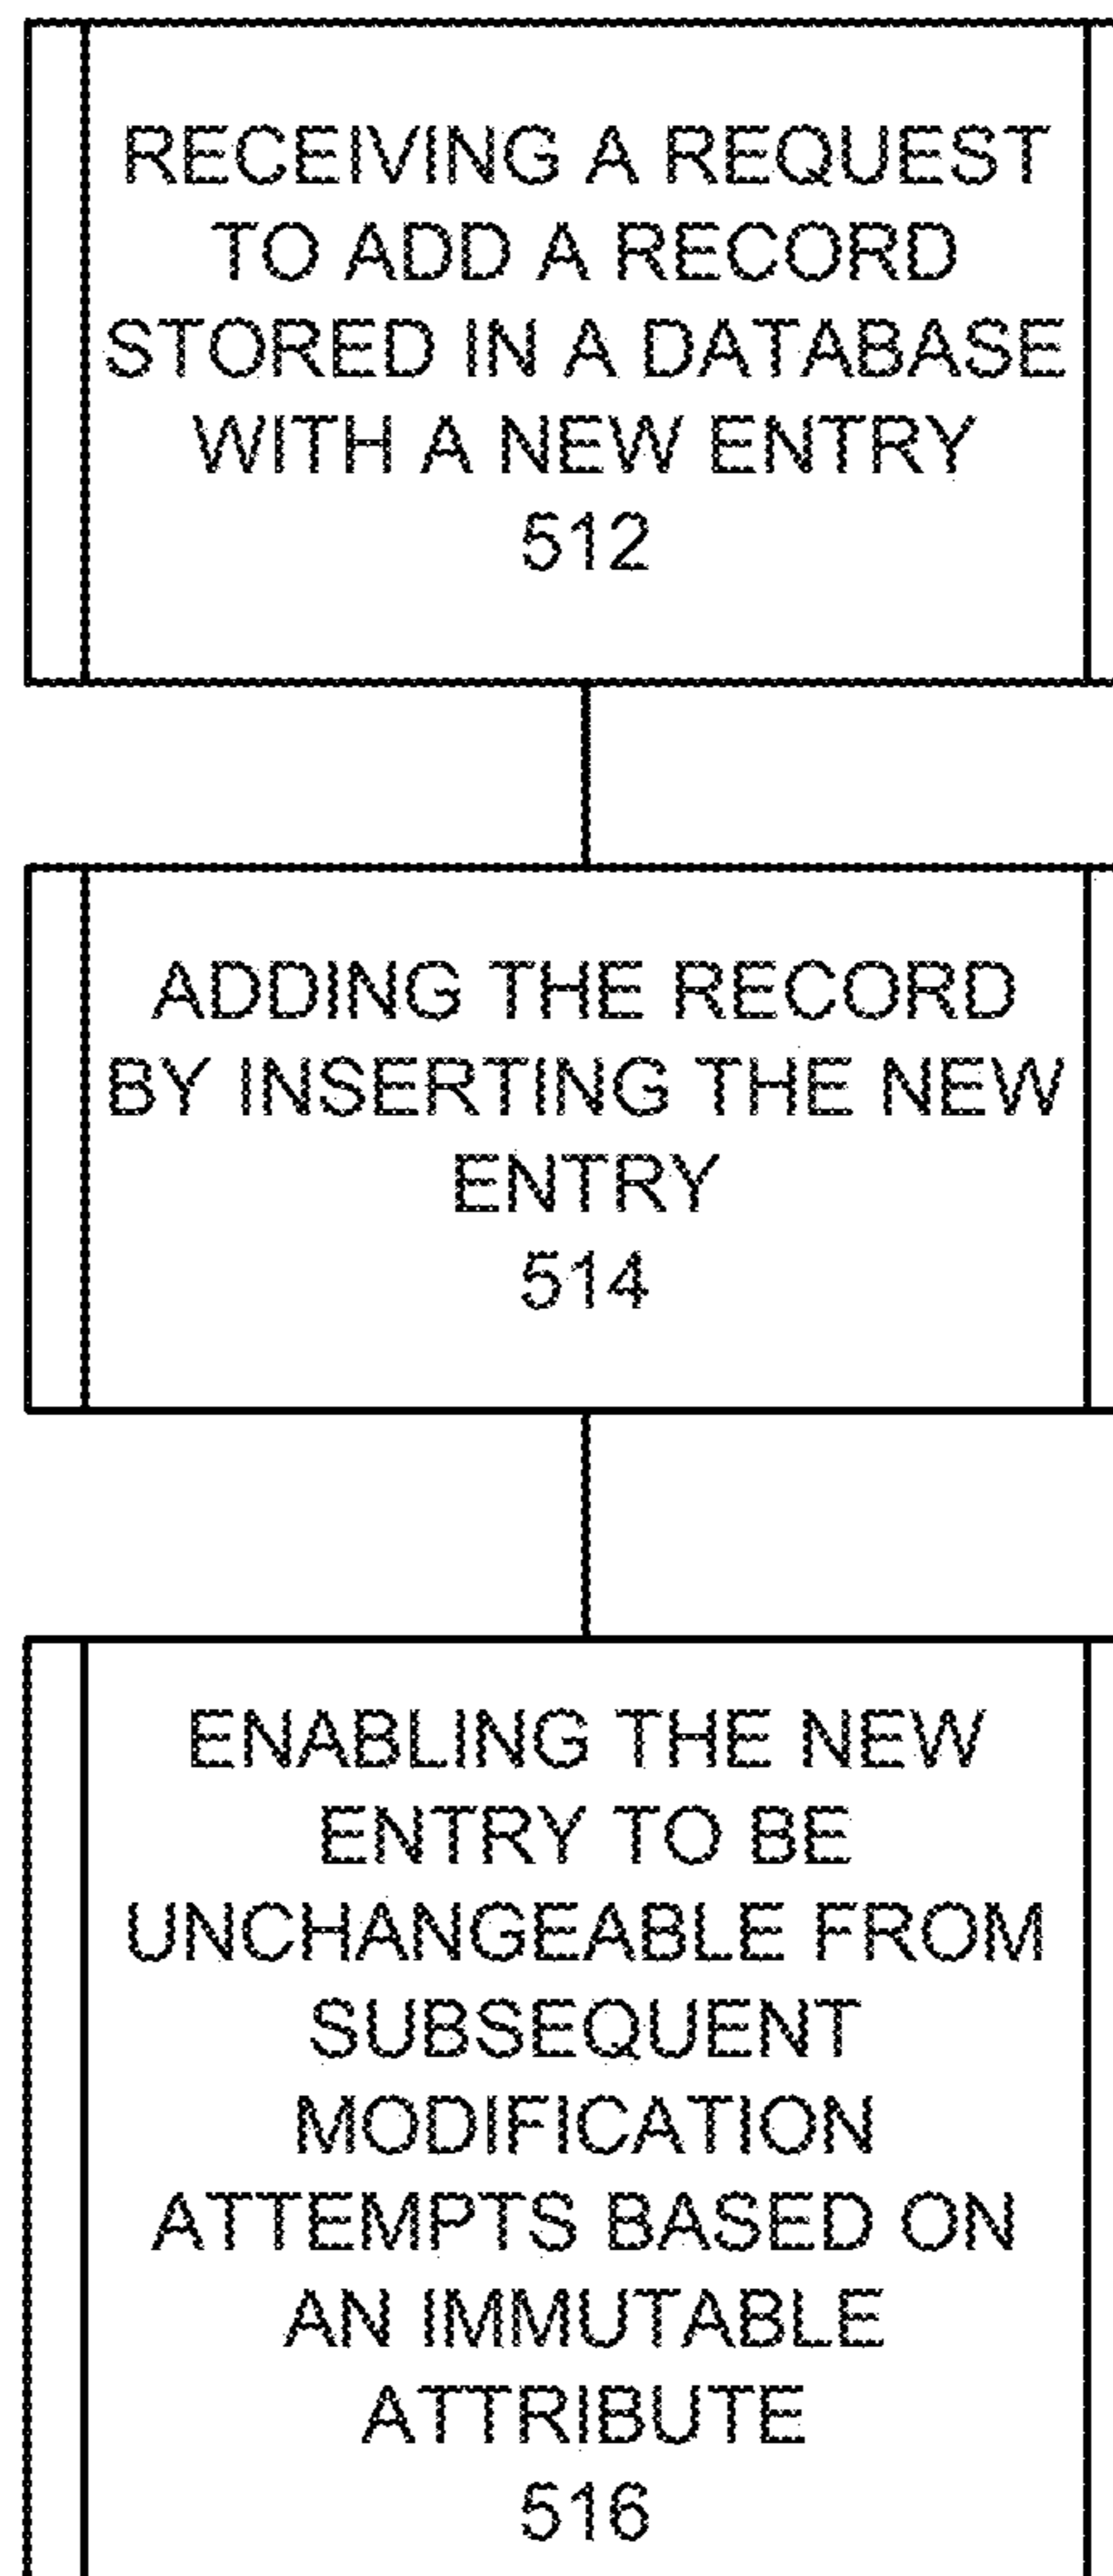 RECEIVING A REQUEST
TO ADD A RECORD
STORED IN A DATABASE
WITH A NEW ENTRY
512
ADDING THE RECORD
BY INSERTING THE NEW
ENTRY
514
ENABLING THE NEW
ENTRY TO BE
UNCHANGEABLE FROM
SUBSEQUENT
MODIFICATION
ATTEMPTS BASED ON
AN IMMUTABLE
ATTRIBUTE
516